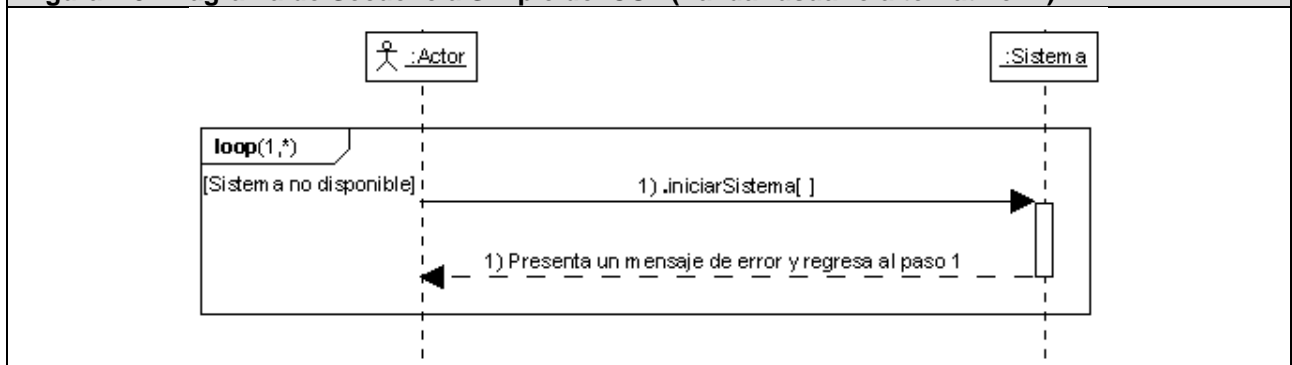 :Actor
:Sistema
loop(1,*)
[Sistema no disponible]
1) .iniciarSistema[ ]
1) Presenta un mensaje de error y regresa al paso 1